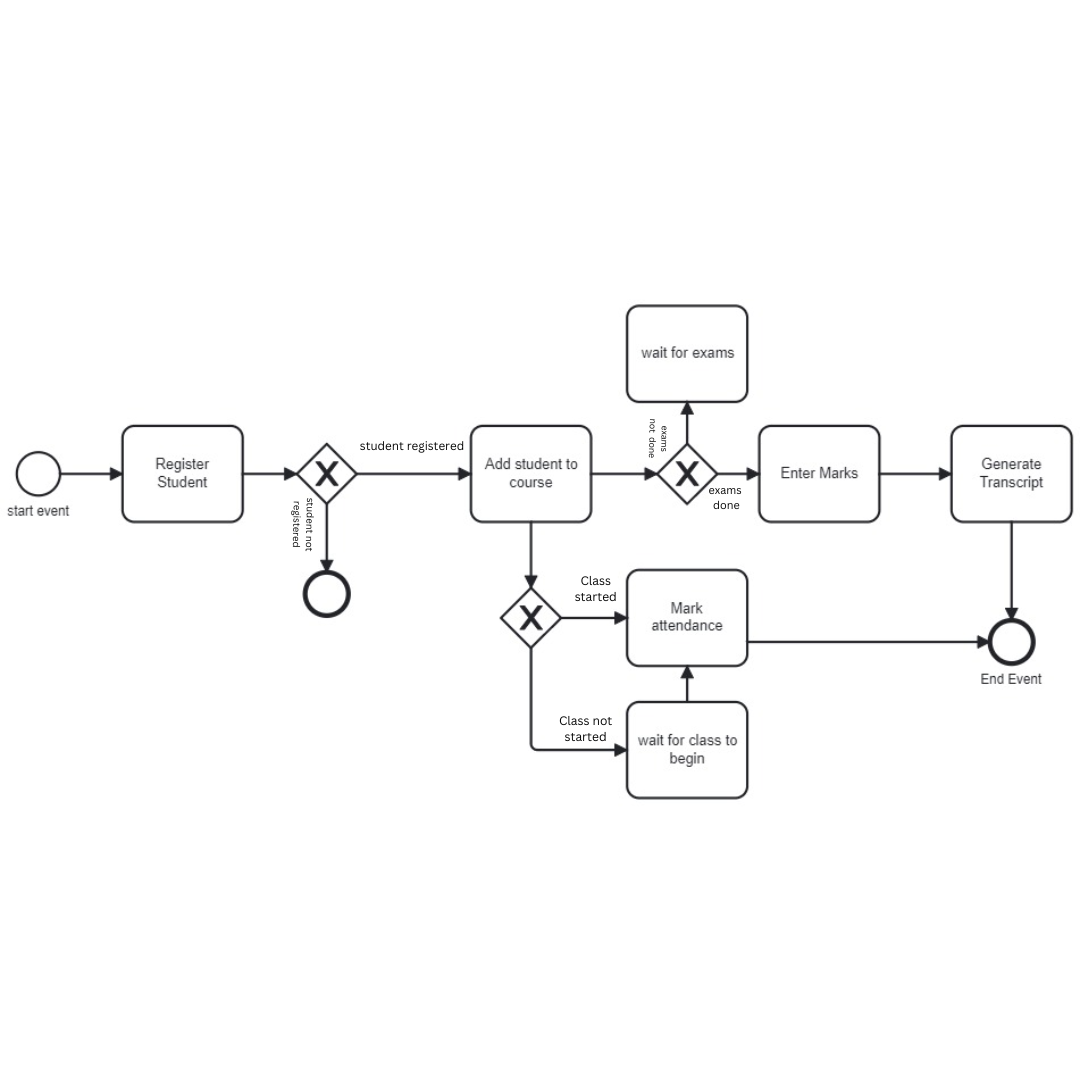 wait for exams
exams
not done
student registered
Register
Student
Add student to
course
Enter Marks
Generate
Transcript
exams
done
start event
student not
registered
Class
started
Mark
attendance
End Event
Class not
started
wait for class to
begin